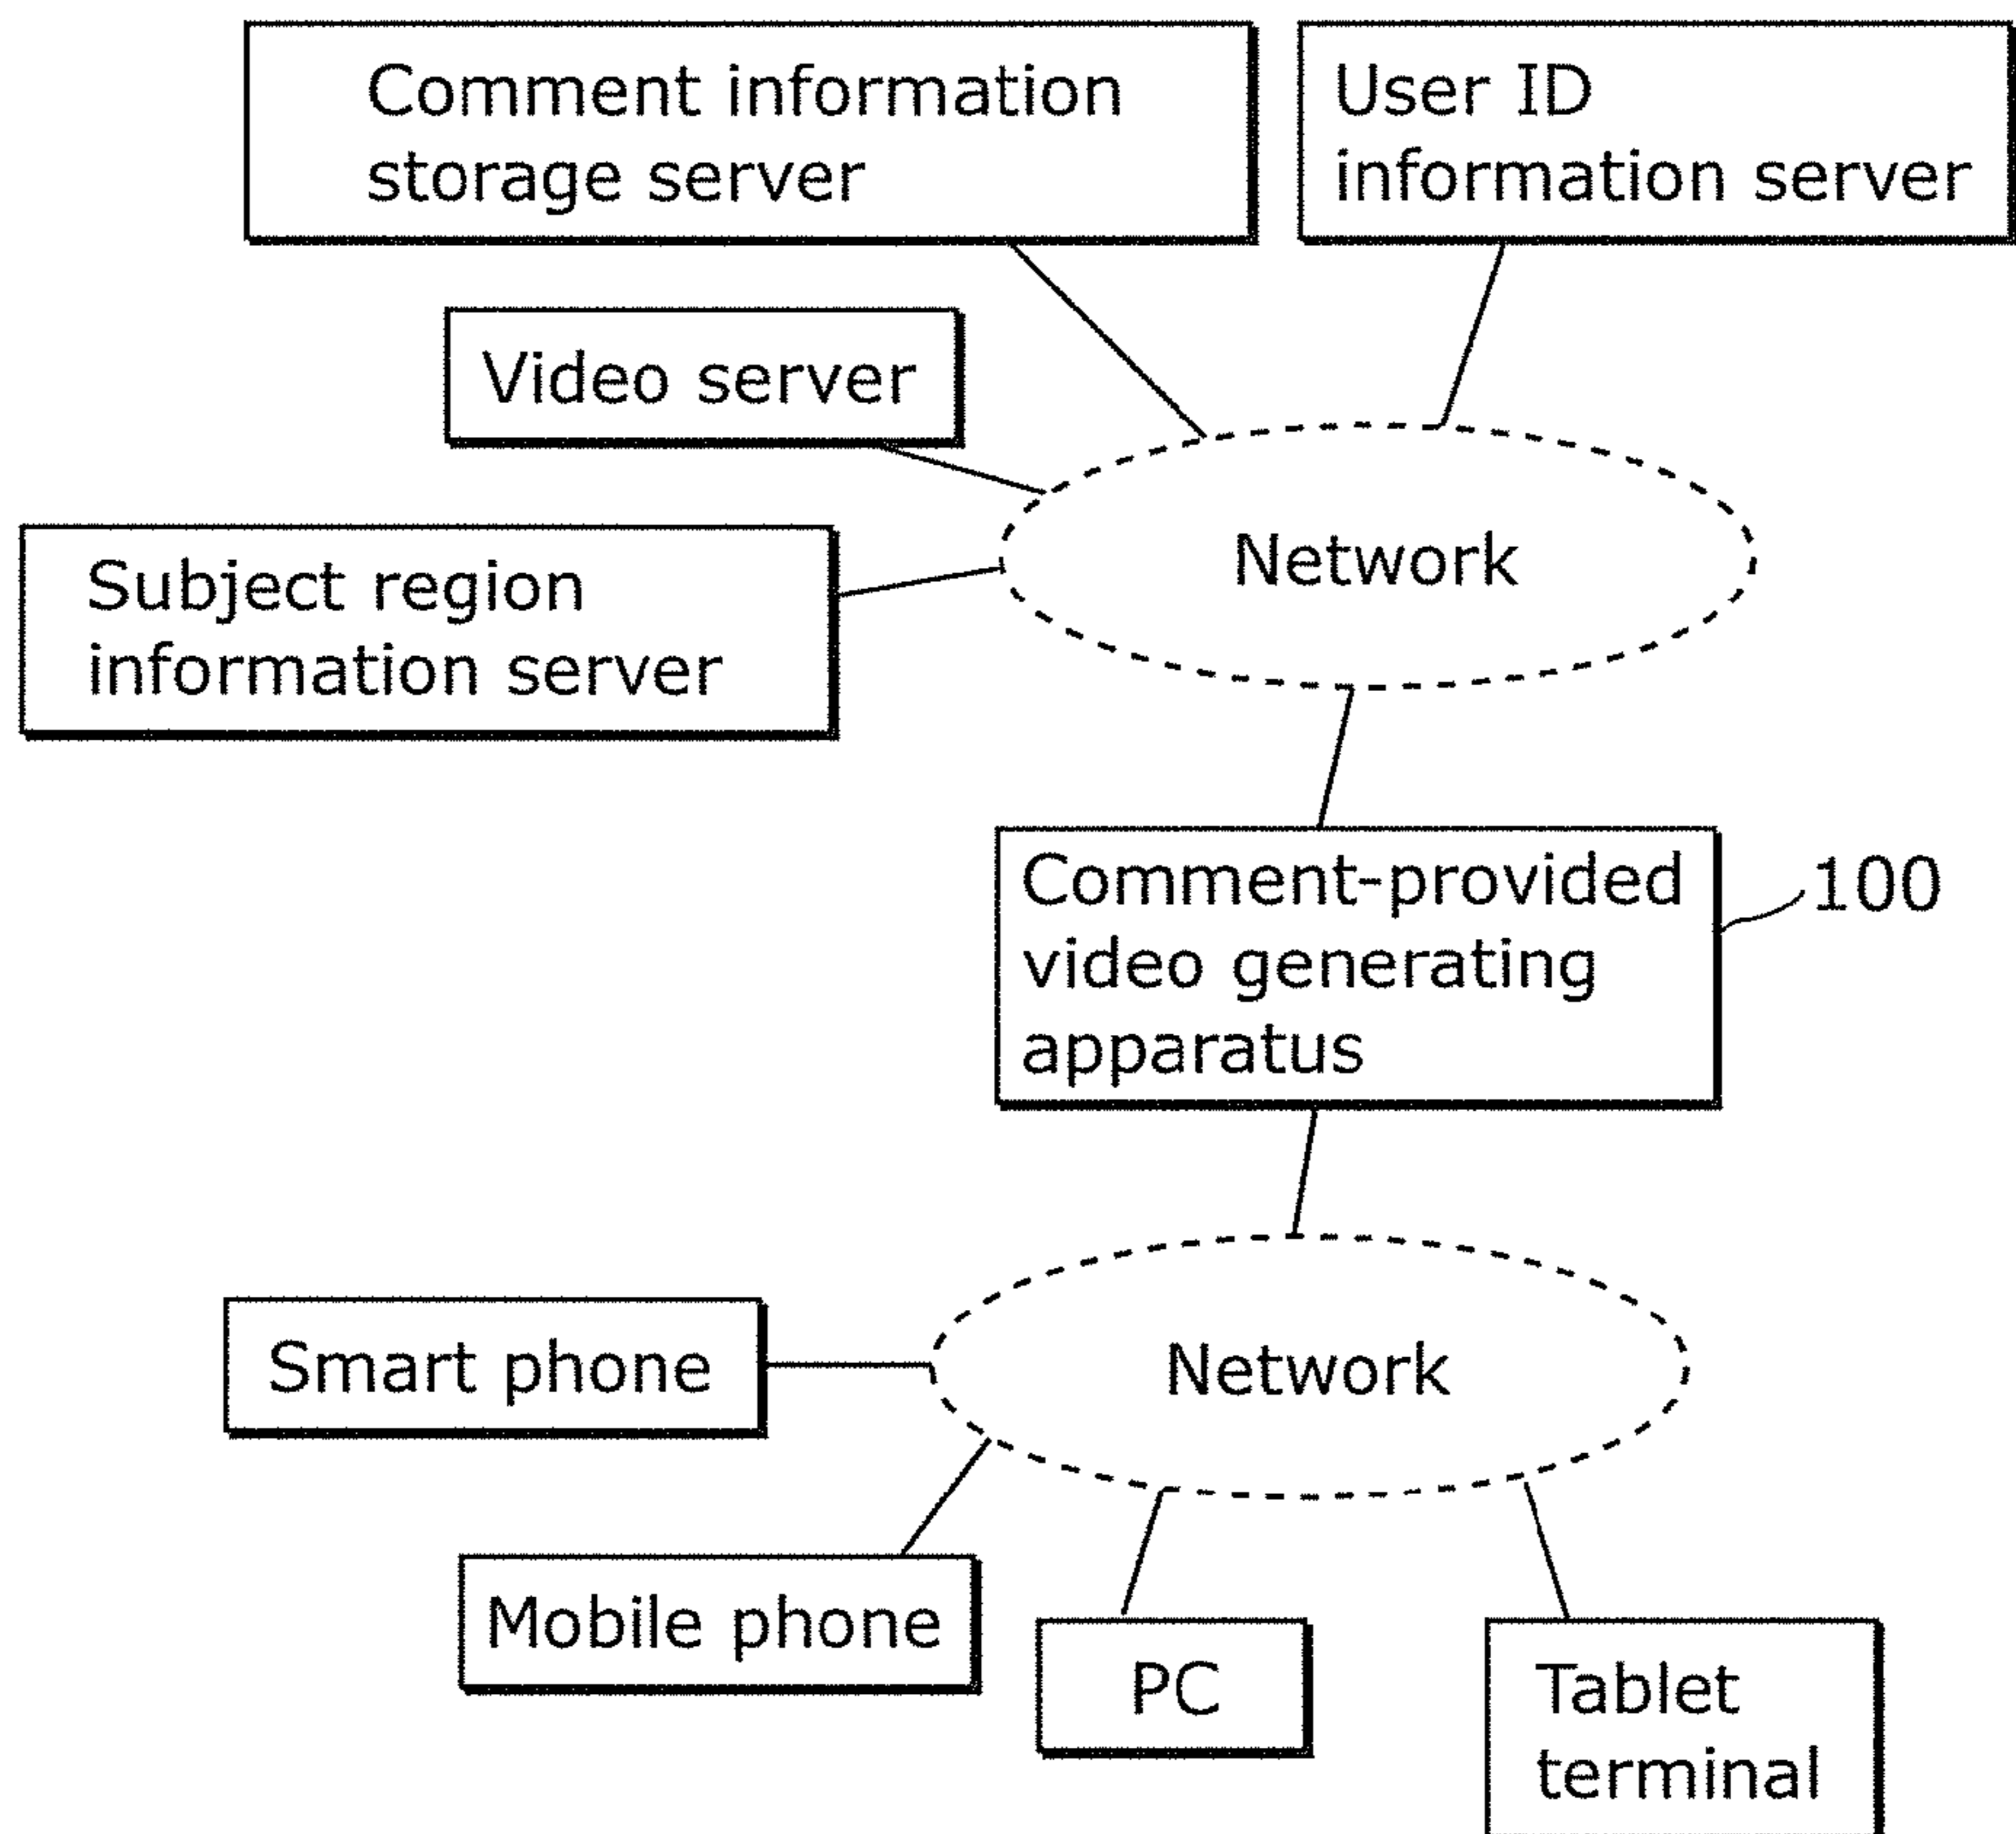 Comment information
storage server
User ID
information server
Video server
Network
Subject region
information server
Comment-provided
video generating
apparatus
100
Smart phone
Network
Mobile phone
PC
Tablet
terminal